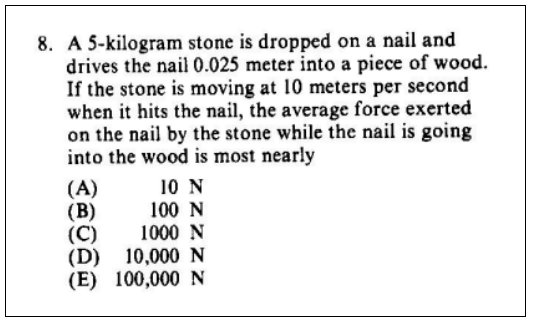 8. A 5-kilogram stone is dropped on a nail and
drives the nail 0.025 meter into a piece of wood.
If the stone is moving at 10 meters per second
when it hits the nail, the average force exerted
on the nail by the stone while the nail is going
into the wood is most nearly
(A) 10 N
(B) 100 N
(C) 1000 N
(D) 10,000 N
(E) 100,000 N